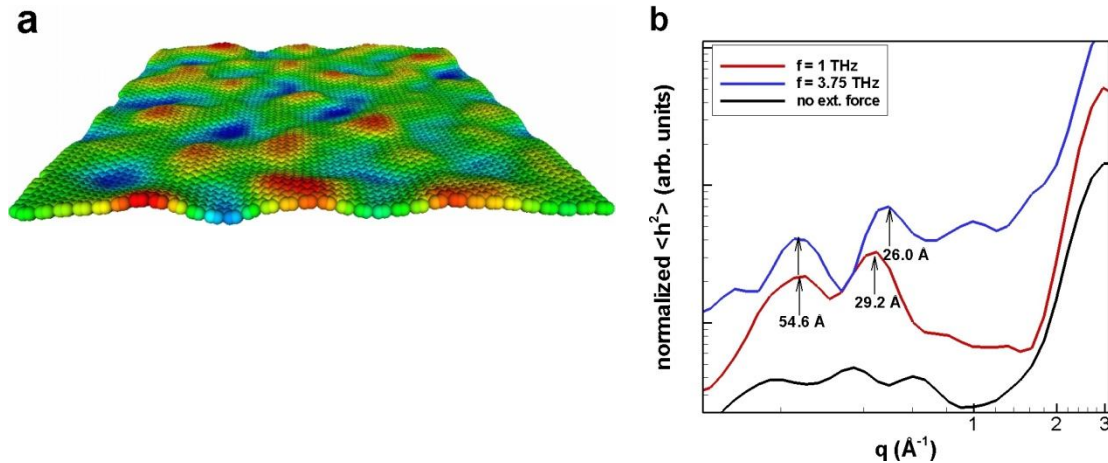 a
b
f = 1 THz
f = 3.75 THz
no ext. force
normalized <h²> (arb. units)
26.0 Å
29.2 Å
54.6 Å
1
2
3
q (Å⁻¹)